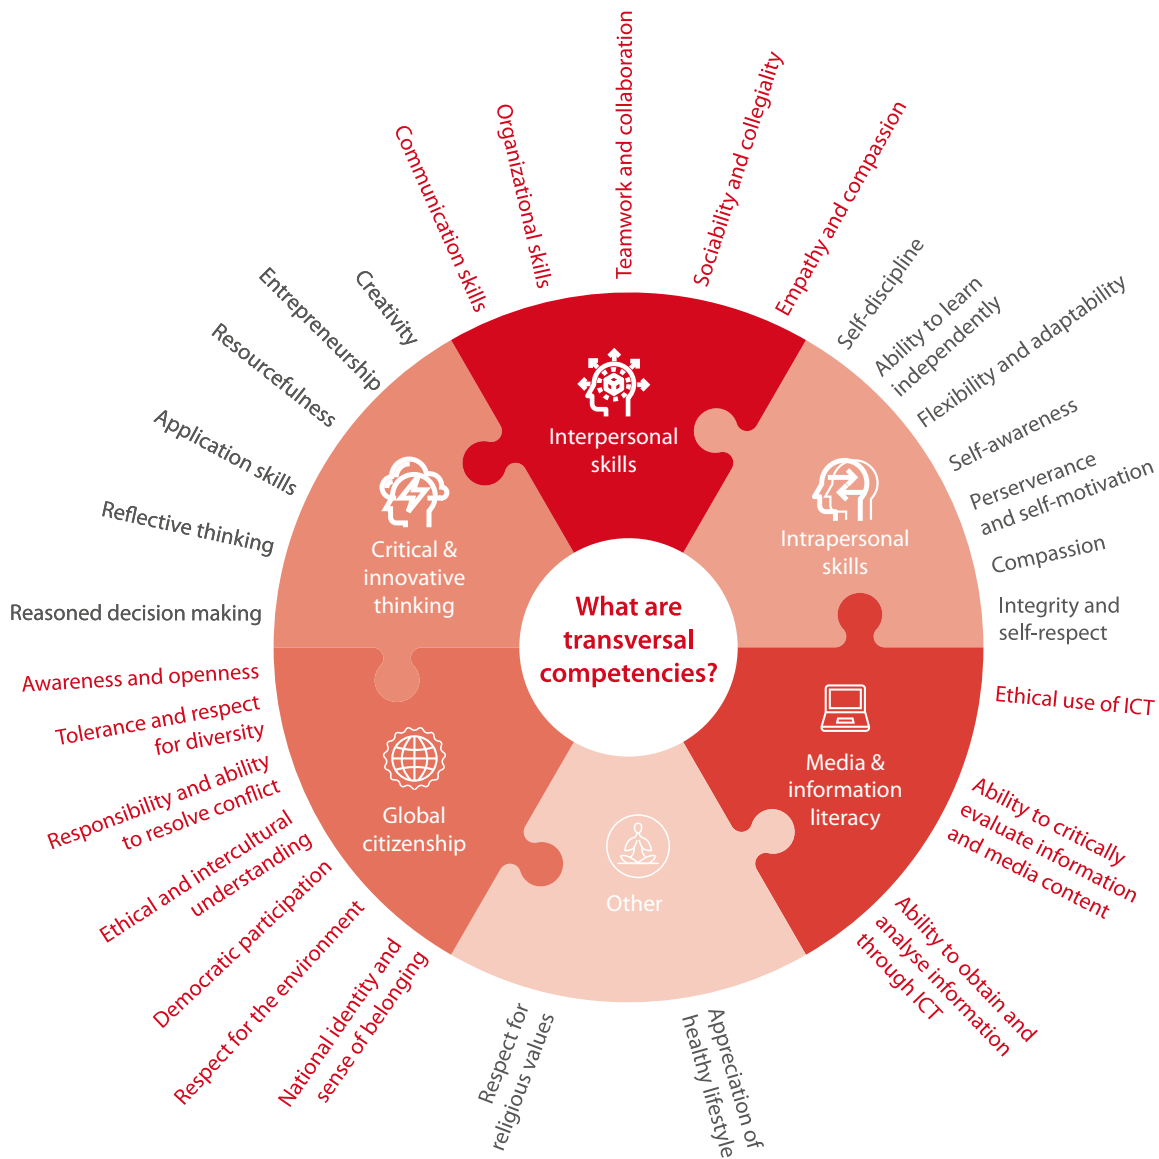 What are
transversal
competencies?
Interpersonal
skills
Communication skills
Organizational skills
Teamwork and collaboration
Sociability and collegiality
Empathy and compassion
Intrapersonal
skills
Self-discipline
Ability to learn
independently
Flexibility and adaptability
Self-awareness
Perserverance
and self-motivation
Compassion
Integrity and
self-respect
Media &
information
literacy
Ethical use of ICT
Ability to critically
evaluate information
and media content
Ability to obtain and
analyse information
through ICT
Other
Appreciation of
healthy lifestyle
Respect for
religious values
Global
citizenship
National identity and
sense of belonging
Respect for the environment
Democratic participation
Ethical and intercultural
understanding
Responsibility and ability
to resolve conflict
Tolerance and respect
for diversity
Awareness and openness
Critical &
innovative
thinking
Reasoned decision making
Reflective thinking
Application skills
Resourcefulness
Entrepreneurship
Creativity